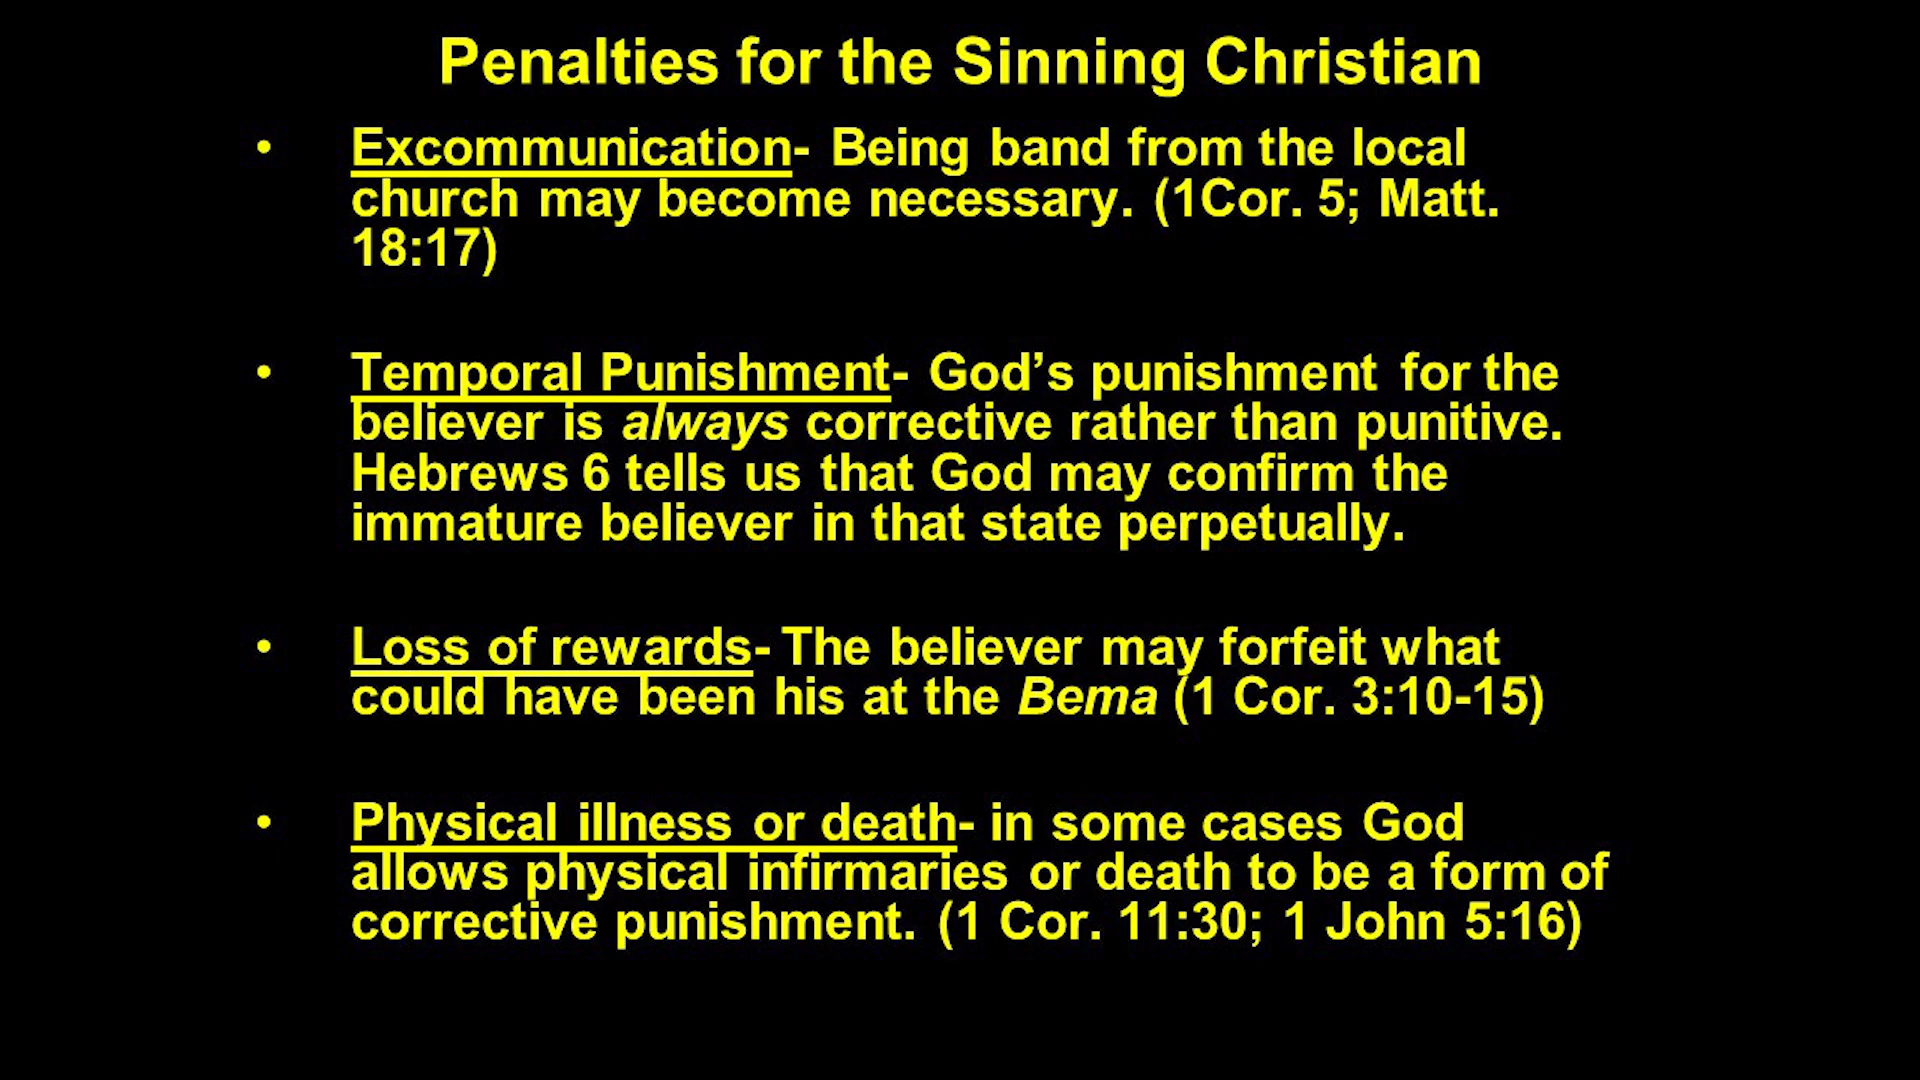 Penalties for the Sinning Christian
• Excommunication- Being band from the local
church may become necessary. (1Cor. 5; Matt.
18:17)
• Temporal Punishment- God’s punishment for the
believer is always corrective rather than punitive.
Hebrews 6 tells us that God may confirm the
immature believer in that state perpetually.
• Loss of rewards- The believer may forfeit what
could have been his at the Bema (1 Cor. 3:10-15)
• Physical illness or death- in some cases God
allows physical infirmaries or death to be a form of
corrective punishment. (1 Cor. 11:30; 1 John 5:16)